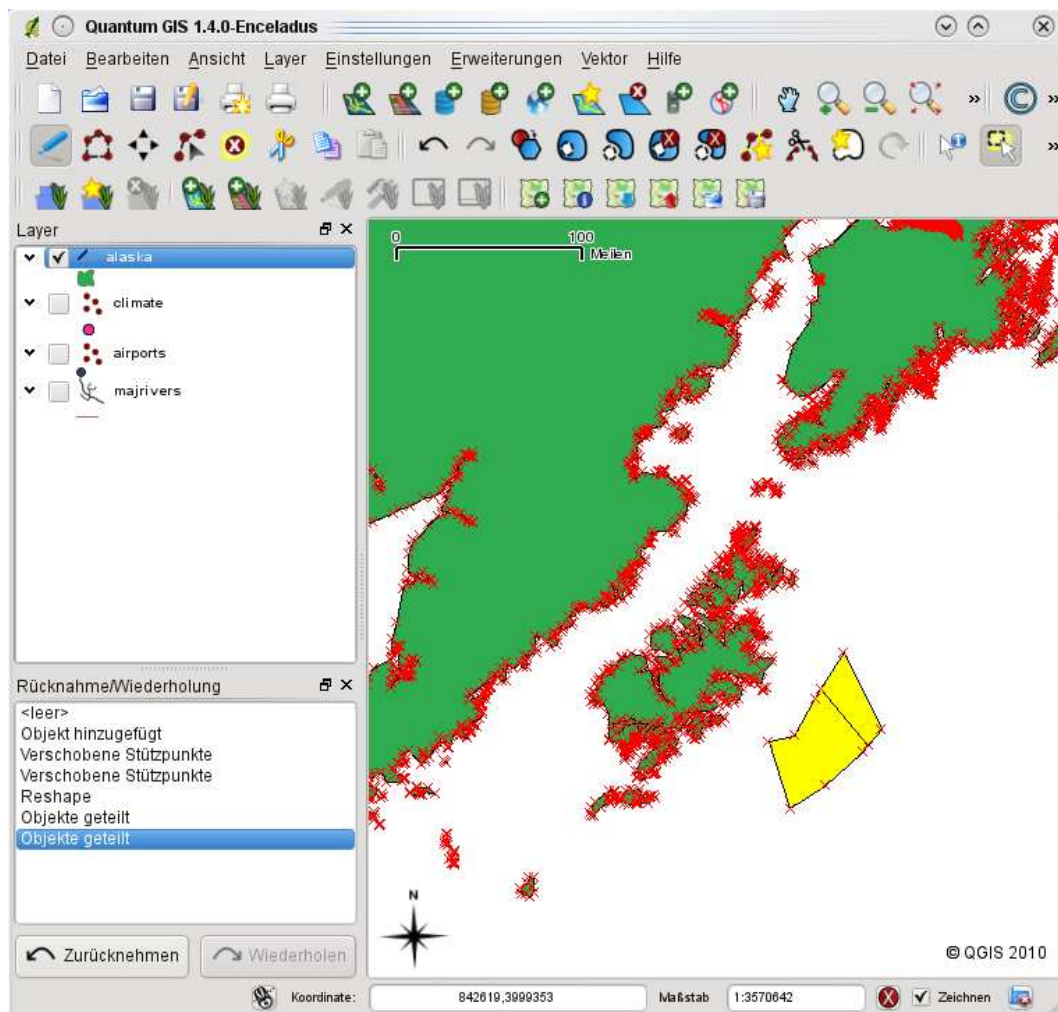 Quantum GIS 1.4.0-Enceladus
Datei Bearbeiten Ansicht Layer Einstellungen Erweiterungen Vektor Hilfe
Layer
alaska
climate
airports
majrivers
0 100
Meilen
Rücknahme/Wiederholung
<leer>
Objekt hinzugefügt
Verschobene Stützpunkte
Verschobene Stützpunkte
Reshape
Objekte geteilt
Objekte geteilt
Zurücknehmen Wiederholen
N
© QGIS 2010
Koordinate: 842619,3999353 Maßstab 1:3570642 Zeichnen